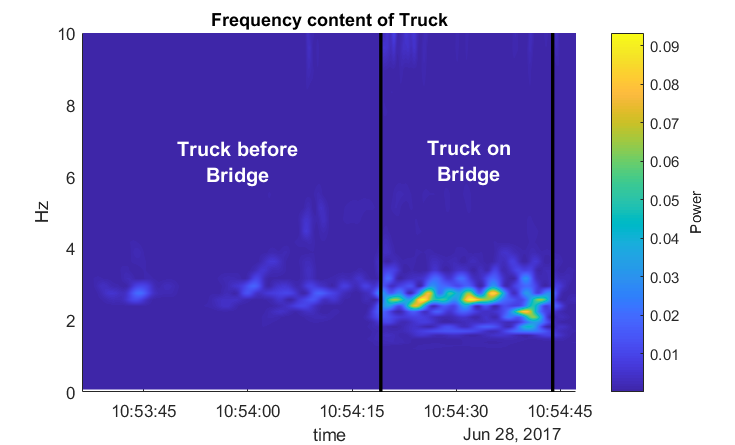 Frequency content of Truck
10
8
6
4
2
0
Hz
Truck before
Bridge
Truck on
Bridge
10:53:45
10:54:00
10:54:15
10:54:30
10:54:45
time
Jun 28, 2017
0.09
0.08
0.07
0.06
0.05
0.04
0.03
0.02
0.01
Power